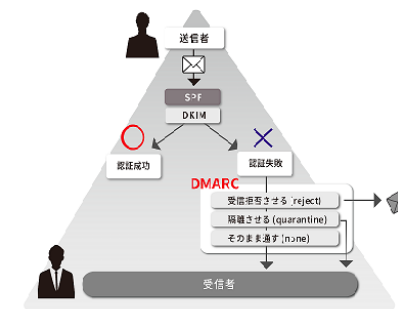 送信者
SPF
DKIM
認証成功
認証失敗
DMARC
受信拒否させる (reject)
隔離させる (quarantine)
そのまま通す (none)
受信者